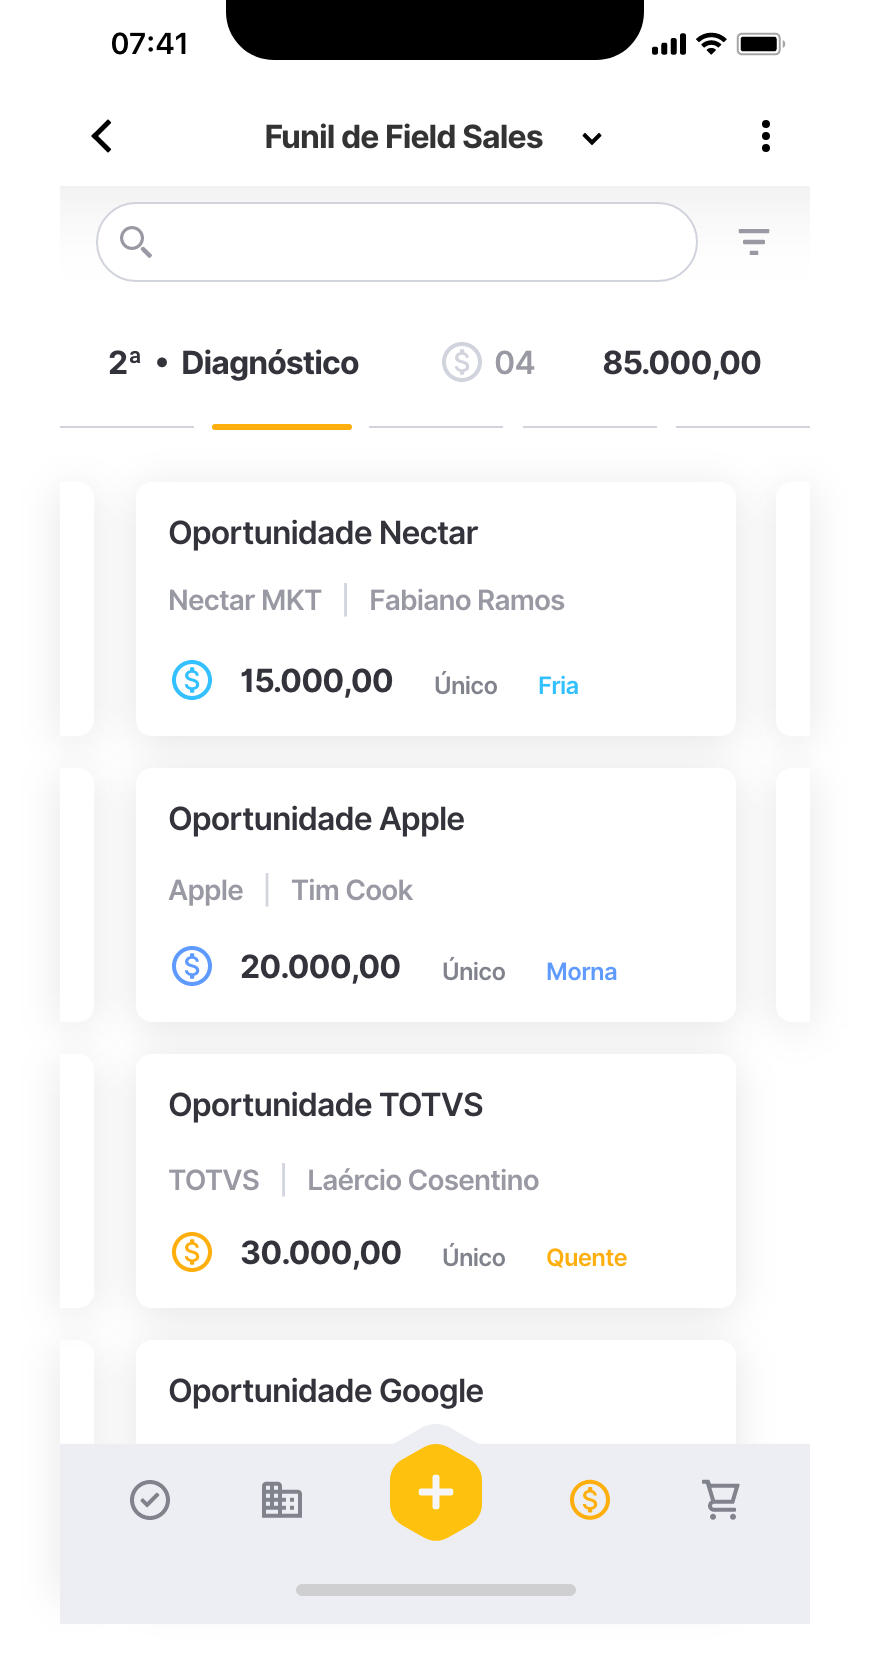 07:41
Funil de Field Sales
2ª • Diagnóstico 04 85.000,00
Oportunidade Nectar
Nectar MKT | Fabiano Ramos
15.000,00 Único Fria
Oportunidade Apple
Apple | Tim Cook
20.000,00 Único Morna
Oportunidade TOTVS
TOTVS | Laércio Cosentino
30.000,00 Único Quente
Oportunidade Google